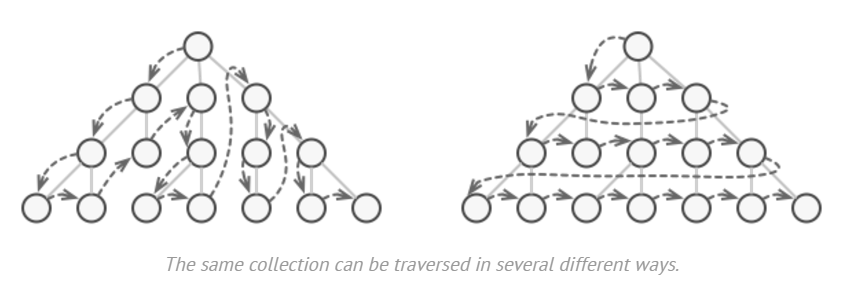 The same collection can be traversed in several different ways.